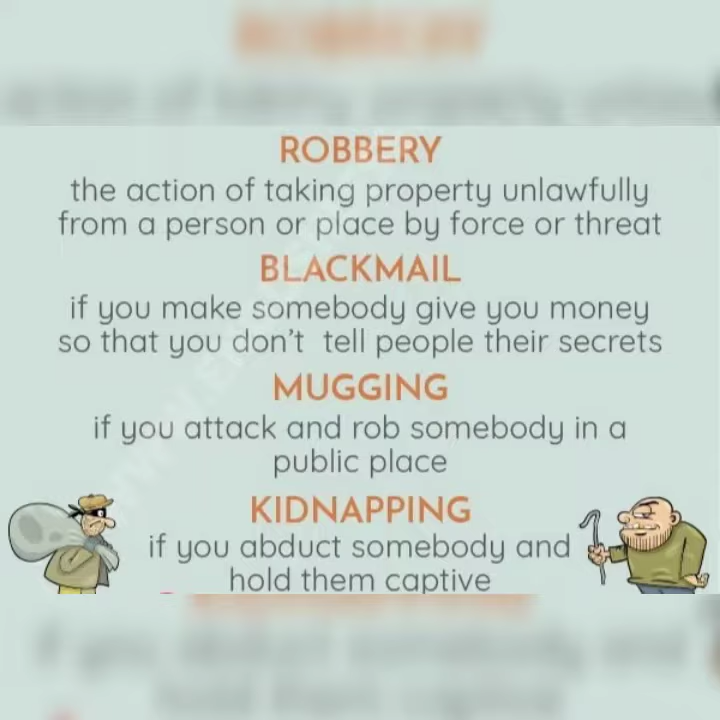 ROBBERY
the action of taking property unlawfully
from a person or place by force or threat
BLACKMAIL
if you make somebody give you money
so that you don't tell people their secrets
MUGGING
if you attack and rob somebody in a
public place
KIDNAPPING
if you abduct somebody and
hold them captive